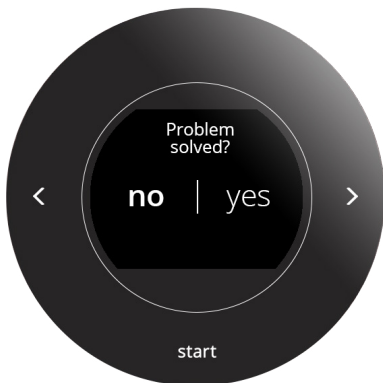 Problem
solved?
no | yes
< >
start